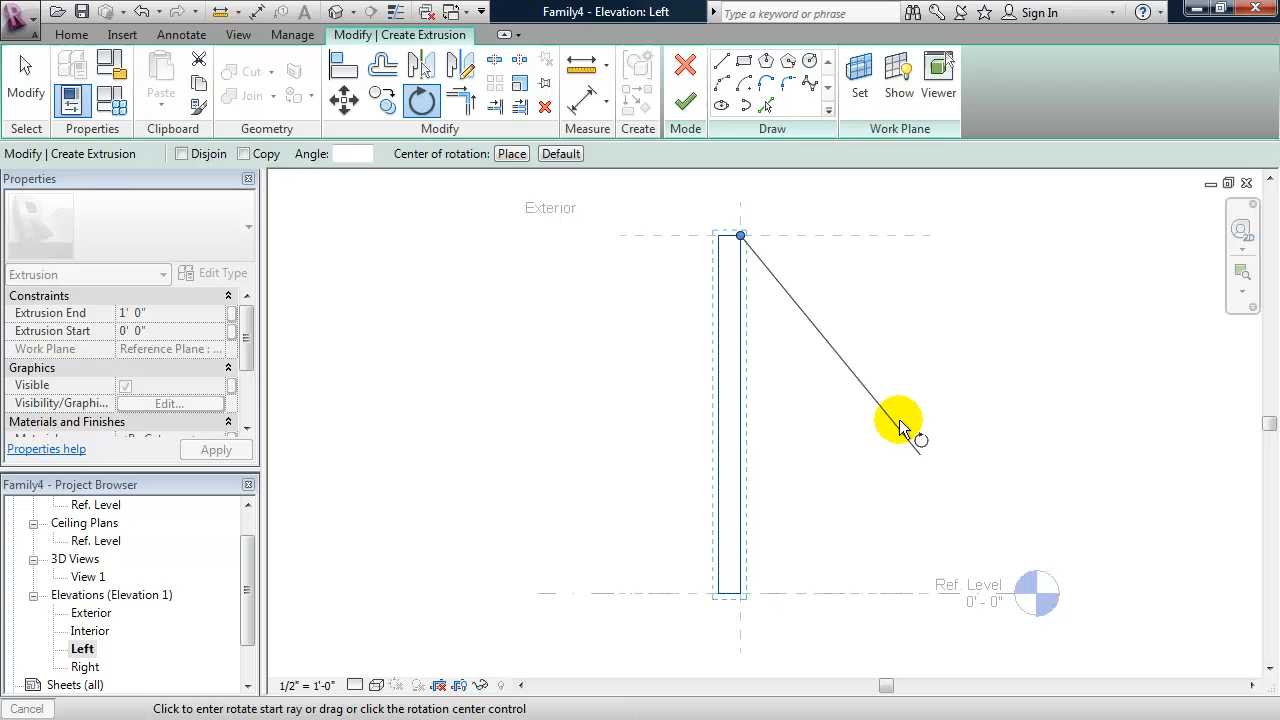 Family4 - Elevation: Left
Type a keyword or phrase
Sign In
Home
Insert
Annotate
View
Manage
Modify | Create Extrusion
Modify
Paste
Cut
Join
Set
Show
Viewer
Select
Properties
Clipboard
Geometry
Modify
Measure
Create
Mode
Draw
Work Plane
Modify | Create Extrusion
Disjoin
Copy
Angle:
Center of rotation:
Place
Default
Properties
Extrusion
Edit Type
Constraints
Extrusion End 1' 0"
Extrusion Start 0' 0"
Work Plane Reference Plane : ...
Graphics
Visible
Visibility/Graphi... Edit...
Materials and Finishes
Properties help
Apply
Family4 - Project Browser
Ref. Level
Ceiling Plans
Ref. Level
3D Views
View 1
Elevations (Elevation 1)
Exterior
Interior
Left
Right
Sheets (all)
Exterior
2D
Ref. Level
0' - 0"
1/2" = 1'-0"
Cancel
Click to enter rotate start ray or drag or click the rotation center control